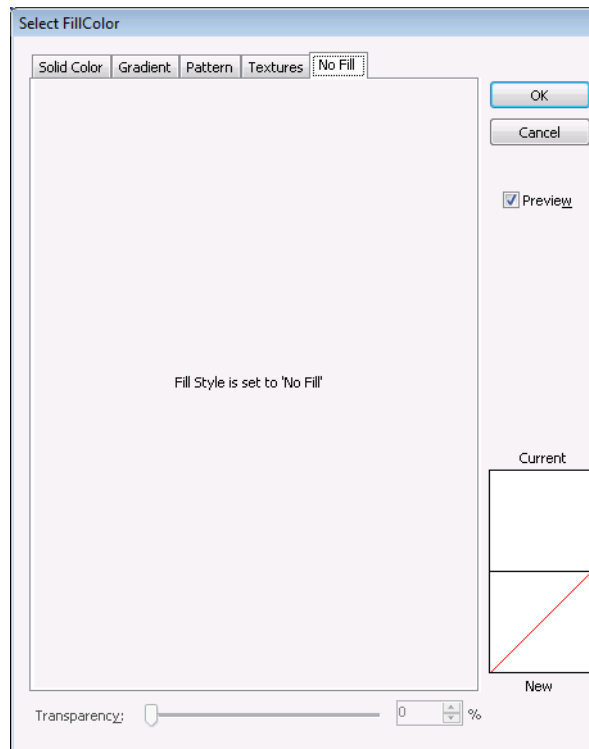 Select FillColor
Solid Color Gradient Pattern Textures No Fill
OK
Cancel
Preview
Fill Style is set to 'No Fill'
Current
New
Transparency: 0 %